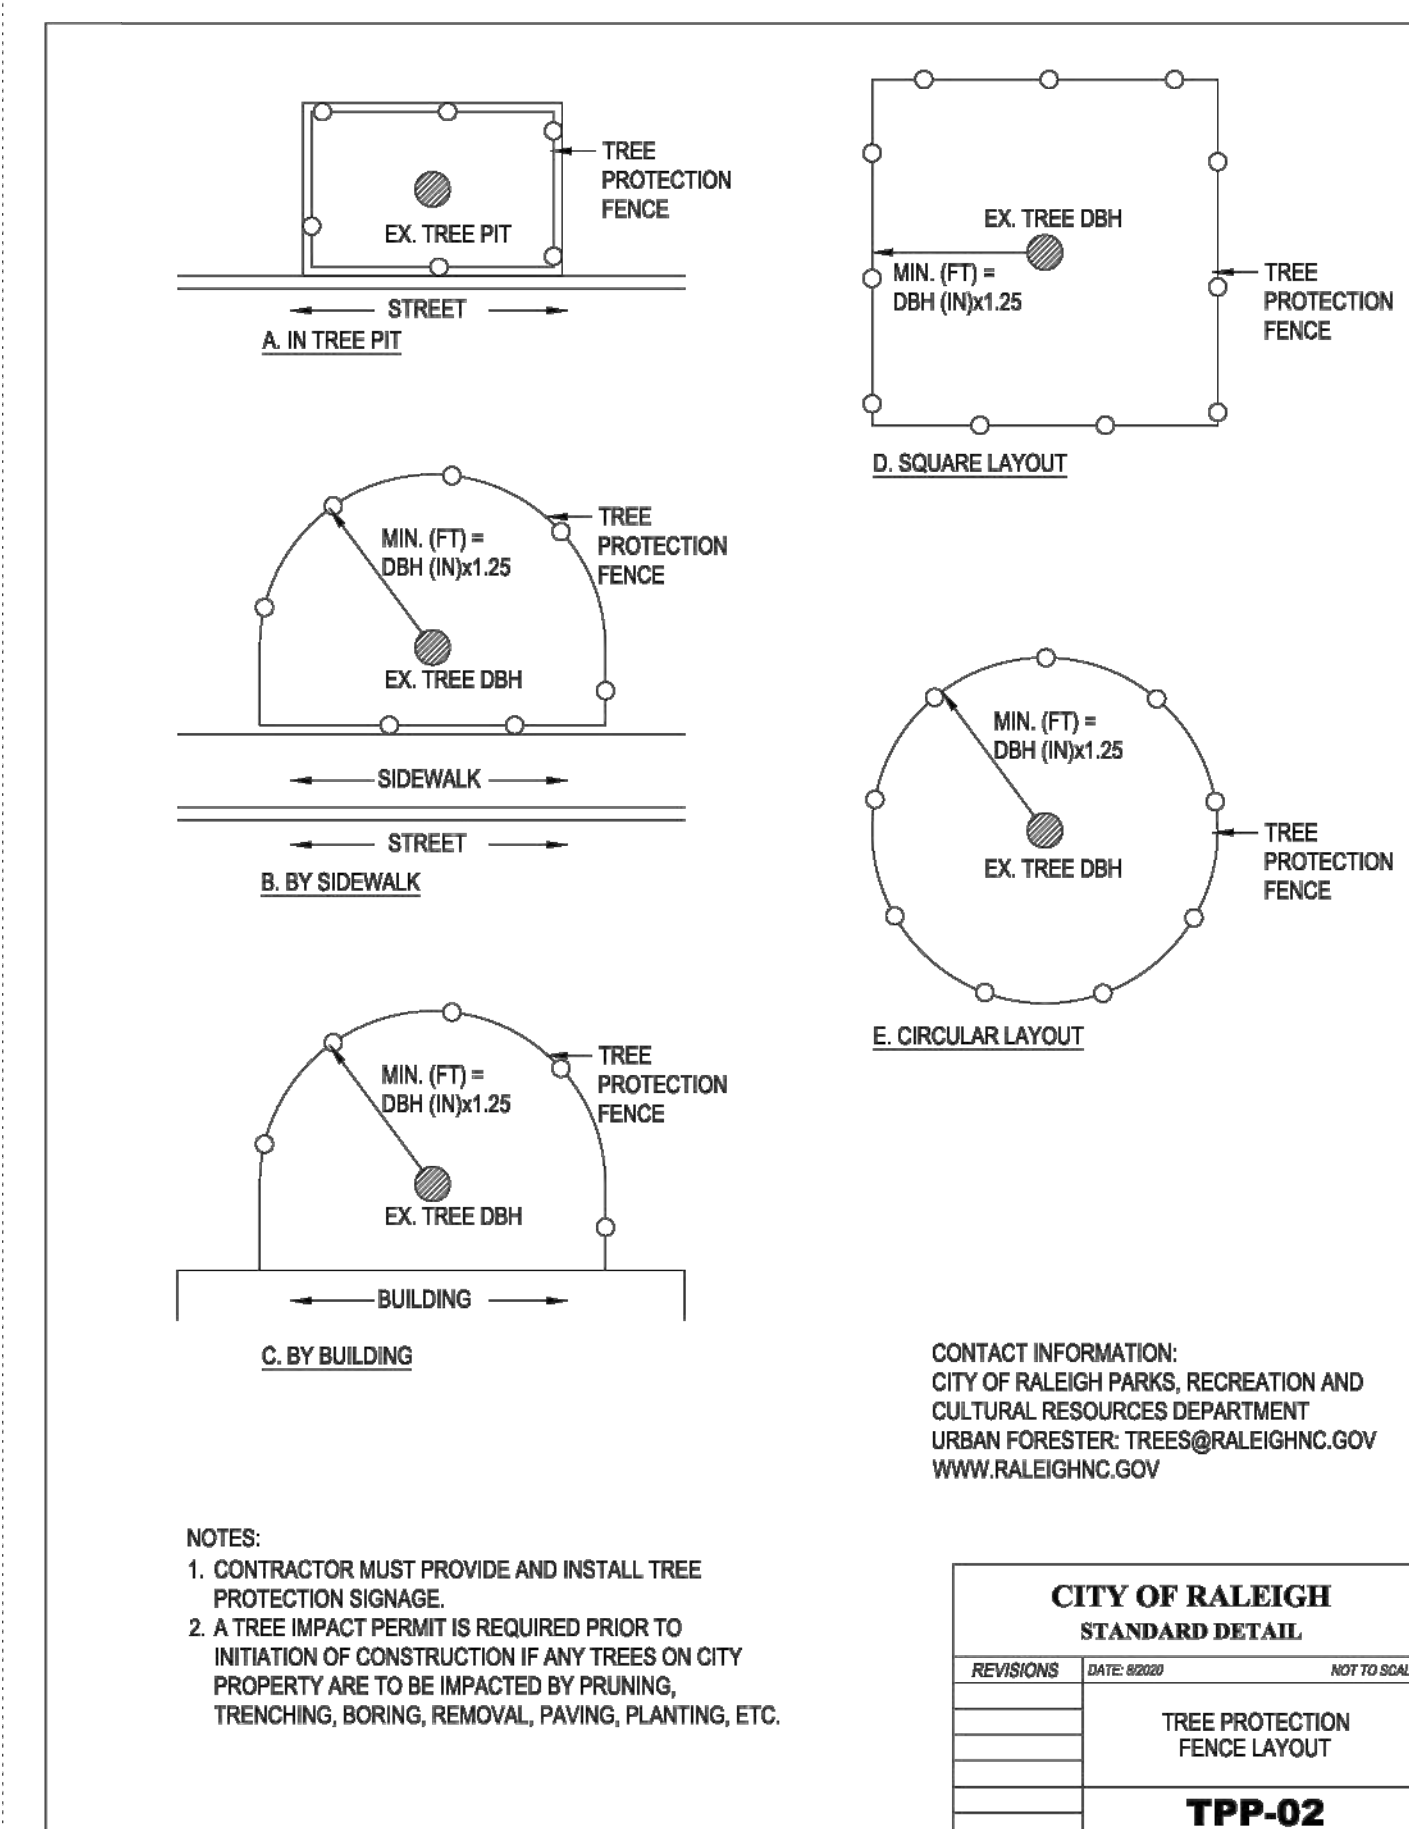 TREE
PROTECTION
FENCE
EX. TREE PIT
STREET
A. IN TREE PIT
EX. TREE DBH
MIN. (FT) =
DBH (IN)x1.25
TREE
PROTECTION
FENCE
D. SQUARE LAYOUT
TREE
PROTECTION
FENCE
MIN. (FT) =
DBH (IN)x1.25
EX. TREE DBH
SIDEWALK
STREET
B. BY SIDEWALK
MIN. (FT) =
DBH (IN)x1.25
TREE
PROTECTION
FENCE
EX. TREE DBH
E. CIRCULAR LAYOUT
TREE
PROTECTION
FENCE
MIN. (FT) =
DBH (IN)x1.25
EX. TREE DBH
BUILDING
C. BY BUILDING
CONTACT INFORMATION:
CITY OF RALEIGH PARKS, RECREATION AND
CULTURAL RESOURCES DEPARTMENT
URBAN FORESTER: TREES@RALEIGHNC.GOV
WWW.RALEIGHNC.GOV
NOTES:
1. CONTRACTOR MUST PROVIDE AND INSTALL TREE
PROTECTION SIGNAGE.
2. A TREE IMPACT PERMIT IS REQUIRED PRIOR TO
INITIATION OF CONSTRUCTION IF ANY TREES ON CITY
PROPERTY ARE TO BE IMPACTED BY PRUNING,
TRENCHING, BORING, REMOVAL, PAVING, PLANTING, ETC.
CITY OF RALEIGH
STANDARD DETAIL
REVISIONS DATE: 8/2020 NOT TO SCAL
TREE PROTECTION
FENCE LAYOUT
TPP-02